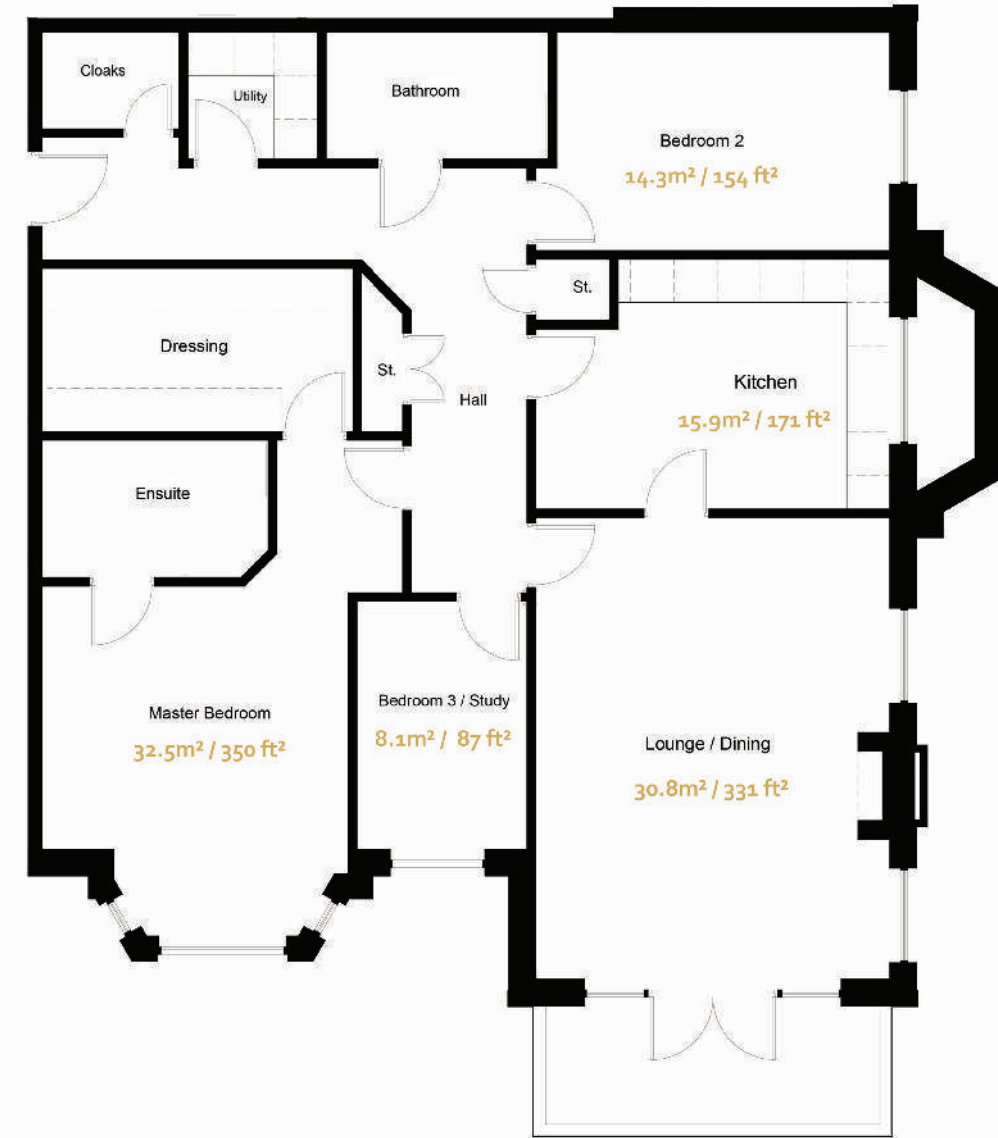 Cloaks
Utility
Bathroom
Bedroom 2
14.3m² / 154 ft²
St.
Dressing
St.
Hall
Kitchen
15.9m² / 171 ft²
Ensuite
Master Bedroom
32.5m² / 350 ft²
Bedroom 3 / Study
8.1m² / 87 ft²
Lounge / Dining
30.8m² / 331 ft²